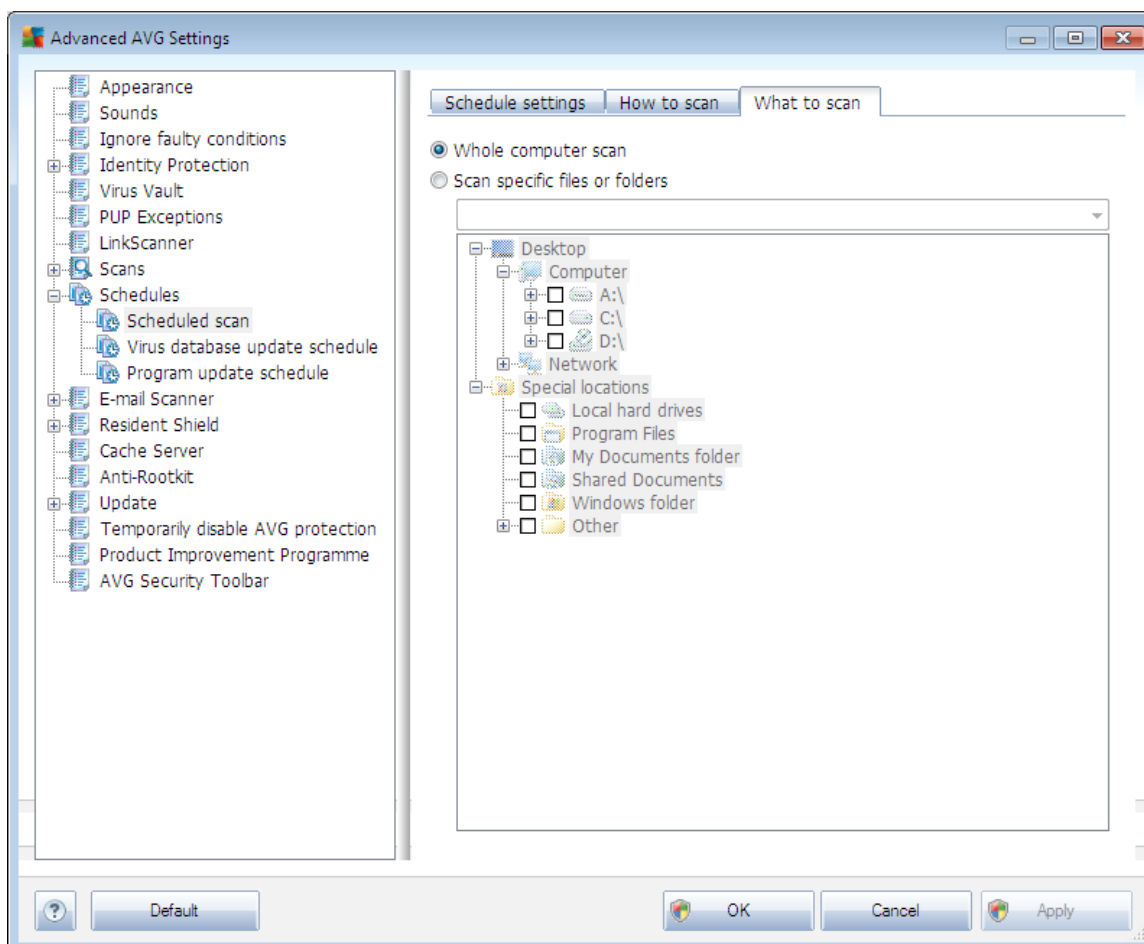 Advanced AVG Settings
Appearance
Sounds
Ignore faulty conditions
Identity Protection
Virus Vault
PUP Exceptions
LinkScanner
Scans
Schedules
Scheduled scan
Virus database update schedule
Program update schedule
E-mail Scanner
Resident Shield
Cache Server
Anti-Rootkit
Update
Temporarily disable AVG protection
Product Improvement Programme
AVG Security Toolbar
Schedule settings
How to scan
What to scan
Whole computer scan
Scan specific files or folders
Desktop
Computer
A:\
C:\
D:\
Network
Special locations
Local hard drives
Program Files
My Documents folder
Shared Documents
Windows folder
Other
?
Default
OK
Cancel
Apply